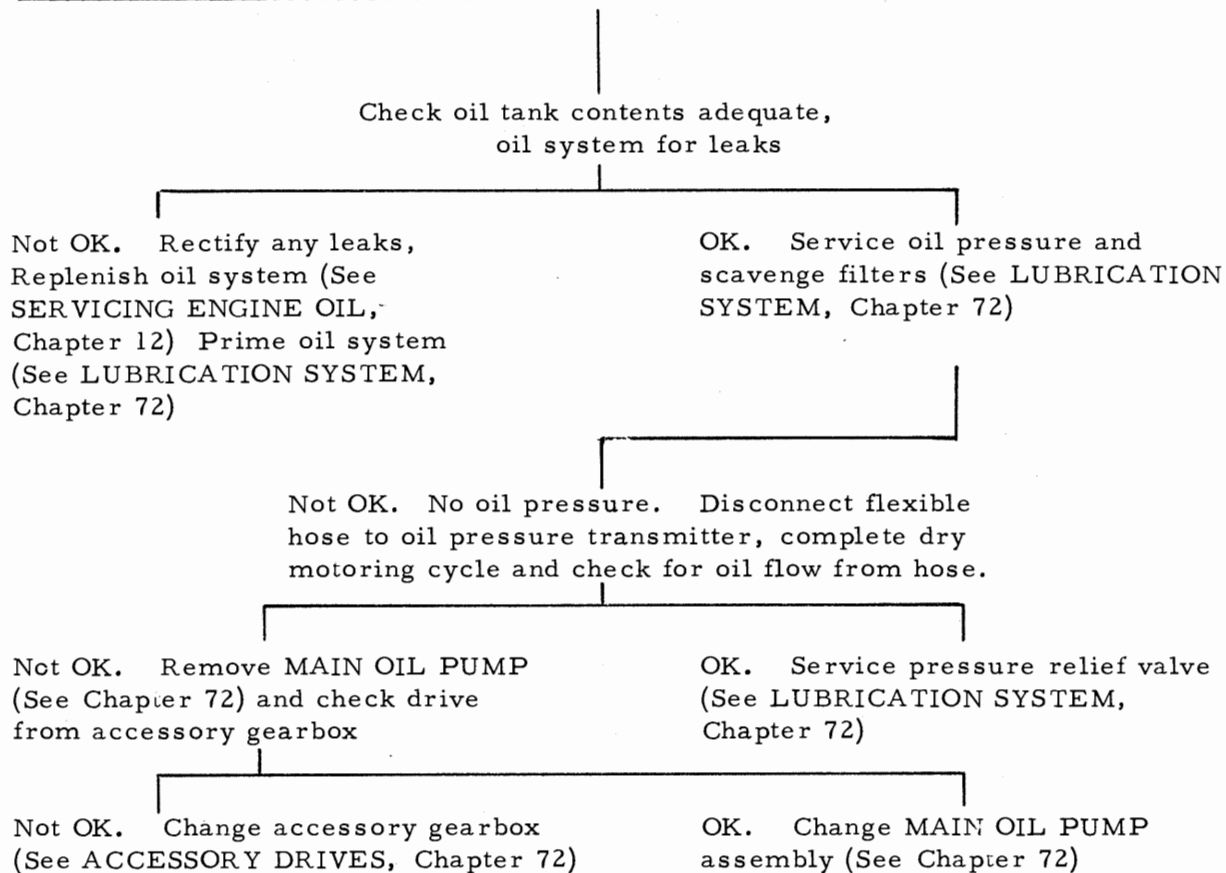 Check oil tank contents adequate,
oil system for leaks
Not OK. Rectify any leaks,
Replenish oil system (See
SERVICING ENGINE OIL,
Chapter 12) Prime oil system
(See LUBRICATION SYSTEM,
Chapter 72)
OK. Service oil pressure and
scavenge filters (See LUBRICATION
SYSTEM, Chapter 72)
Not OK. No oil pressure. Disconnect flexible
hose to oil pressure transmitter, complete dry
motoring cycle and check for oil flow from hose.
Not OK. Remove MAIN OIL PUMP
(See Chapter 72) and check drive
from accessory gearbox
OK. Service pressure relief valve
(See LUBRICATION SYSTEM,
Chapter 72)
Not OK. Change accessory gearbox
(See ACCESSORY DRIVES, Chapter 72)
OK. Change MAIN OIL PUMP
assembly (See Chapter 72)